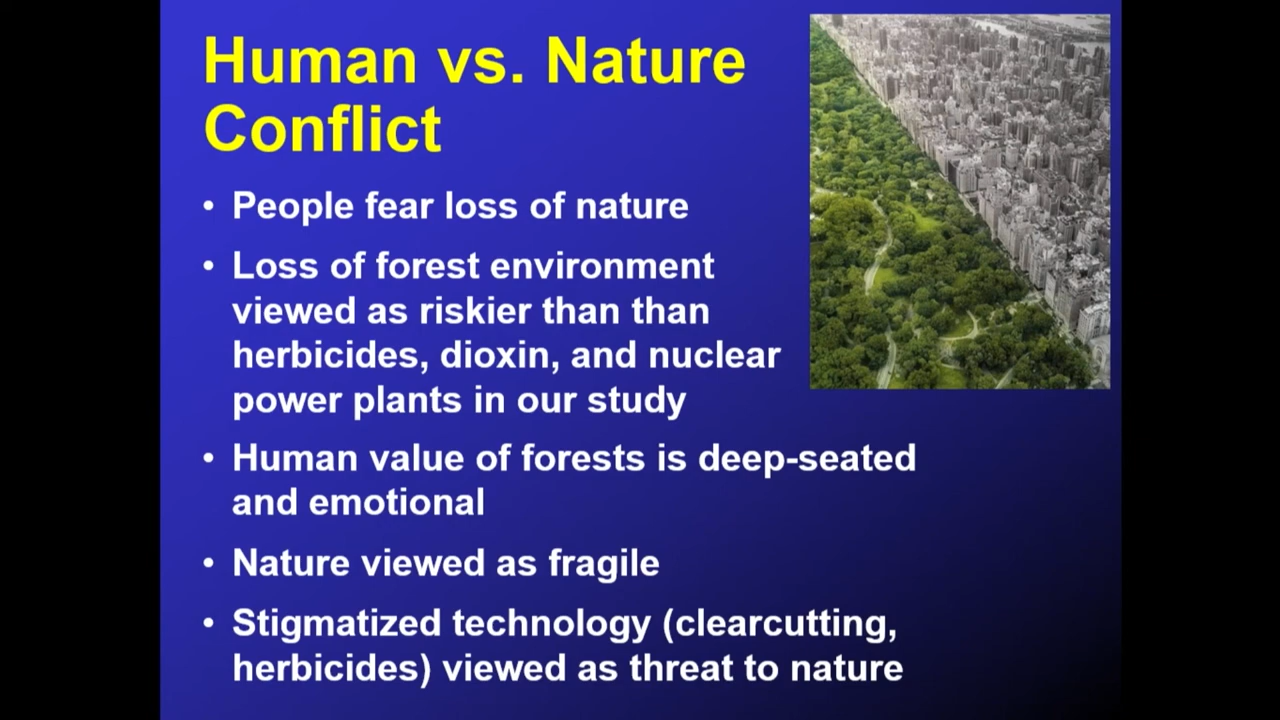 Human vs. Nature
Conflict
• People fear loss of nature
• Loss of forest environment
viewed as riskier than than
herbicides, dioxin, and nuclear
power plants in our study
• Human value of forests is deep-seated
and emotional
• Nature viewed as fragile
• Stigmatized technology (clearcutting,
herbicides) viewed as threat to nature